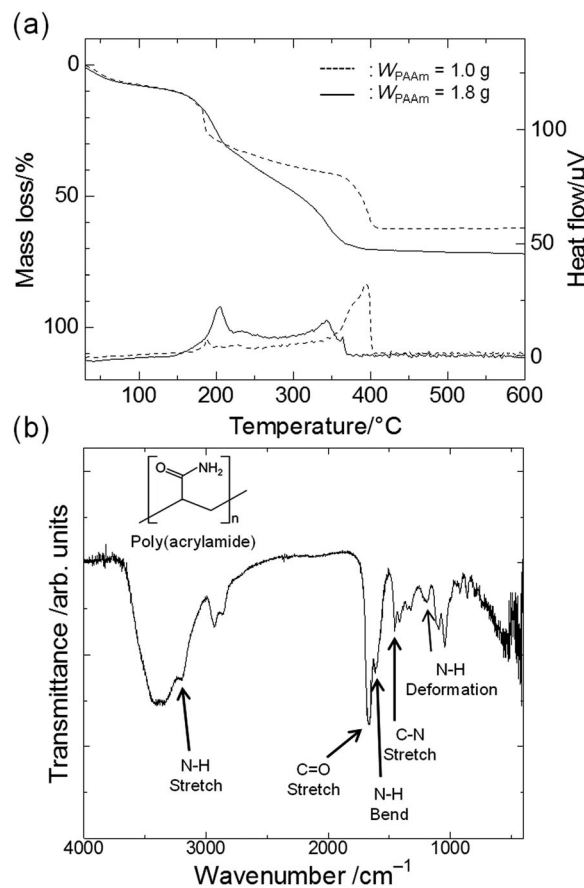 (a)
0
50
100
Mass loss/%
- - - - : W_PAAm = 1.0 g
—— : W_PAAm = 1.8 g
100
50
0
Heat flow/μV
100 200 300 400 500 600
Temperature/°C
(b)
O
NH₂
n
Poly(acrylamide)
Transmittance /arb. units
N-H
Stretch
C=O
Stretch
N-H
Bend
C-N
Stretch
N-H
Deformation
4000 3000 2000 1000
Wavenumber /cm⁻¹